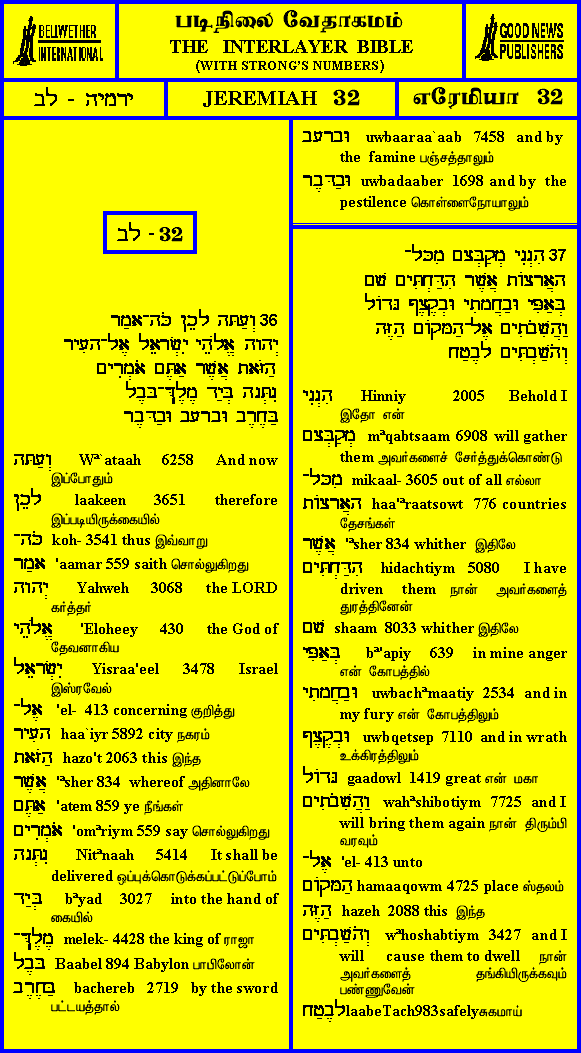 BELLWETHER
INTERNATIONAL
படிநிலை வேதாகமம்
THE INTERLAYER BIBLE
(WITH STRONG'S NUMBERS)
GOOD NEWS
PUBLISHERS
ירמיה - לב
JEREMIAH 32
எரேமியா 32
לב - 32
36 וְעַתָּה לָכֵן כֹּה־אָמַר
יְהוָה אֱלֹהֵי יִשְׂרָאֵל אֶל־הָעִיר
הַזֹּאת אֲשֶׁר אַתֶּם אֹמְרִים
נִתְּנָה בְּיַד מֶלֶךְ־בָּבֶל
בַּחֶרֶב וּבָרָעָב וּבַדָּבֶר
וְעַתָּה Wᵃ`ataah 6258 And now
இப்போதும்
לָכֵן laakeen 3651 therefore
இப்படியிருக்கையில்
כֹּה־ koh- 3541 thus இவ்வாறு
אָמַר 'aamar 559 saith சொல்லுகிறது
יְהוָה Yahweh 3068 the LORD
கர்த்தர்
אֱלֹהֵי 'Eloheey 430 the God of
தேவனாகிய
יִשְׂרָאֵל Yisraa'eel 3478 Israel
இஸ்ரவேல்
אֶל־ 'el- 413 concerning குறித்து
הָעִיר haa`iyr 5892 city நகரம்
הַזֹּאת hazo't 2063 this இந்த
אֲשֶׁר 'ᵃsher 834 whereof அதினாலே
אַתֶּם 'atem 859 ye நீங்கள்
אֹמְרִים 'omᵃriym 559 say சொல்லுகிறது
נִתְּנָה Nitᵃnaah 5414 It shall be
delivered ஒப்புக்கொடுக்கப்பட்டுப்போம்
בְּיַד bᵃyad 3027 into the hand of
கையில்
מֶלֶךְ־ melek- 4428 the king of ராஜா
בָּבֶל Baabel 894 Babylon பாபிலோன்
בַּחֶרֶב bachereb 2719 by the sword
பட்டயத்தால்
וּבָרָעָב uwbaaraa`aab 7458 and by
the famine பஞ்சத்தாலும்
וּבַדָּבֶר uwbadaaber 1698 and by the
pestilence கொள்ளைநோயாலும்
37 הִנְנִי מְקַבְּצָם מִכָּל־
הָאֲרָצוֹת אֲשֶׁר הִדַּחְתִּים שָׁם
בְּאַפִּי וּבַחֲמָתִי וּבְקֶצֶף גָּדוֹל
וַהֲשִׁבֹתִים אֶל־הַמָּקוֹם הַזֶּה
וְהֹשַׁבְתִּים לָבֶטַח
הִנְנִי Hinniy 2005 Behold I
இதோ என்
מְקַבְּצָם mᵃqabtsaam 6908 will gather
them அவர்களைச் சேர்த்துக்கொண்டு
מִכָּל־ mikaal- 3605 out of all எல்லா
הָאֲרָצוֹת haa'ᵃraatsowt 776 countries
தேசங்கள்
אֲשֶׁר 'ᵃsher 834 whither இதிலே
הִדַּחְתִּים hidachtiym 5080 I have
driven them நான் அவர்களைத்
துரத்தினேன்
שָׁם shaam 8033 whither இதிலே
בְּאַפִּי bᵃ'apiy 639 in mine anger
என் கோபத்தில்
וּבַחֲמָתִי uwbachᵃmaatiy 2534 and in
my fury என் கோபத்திலும்
וּבְקֶצֶף uwbqetsep 7110 and in wrath
உக்கிரத்திலும்
גָּדוֹל gaadowl 1419 great என் மகா
וַהֲשִׁבֹתִים wahᵃshibotiym 7725 and I
will bring them again நான் திரும்பி
வரவும்
אֶל־ 'el- 413 unto
הַמָּקוֹם hamaaqowm 4725 place ஸ்தலம்
הַזֶּה hazeh 2088 this இந்த
וְהֹשַׁבְתִּים wᵃhoshabtiym 3427 and I
will cause them to dwell நான்
அவர்களைத் தங்கியிருக்கவும்
பண்ணுவேன்
לָבֶטַח laabeTach983safelyசுகமாய்